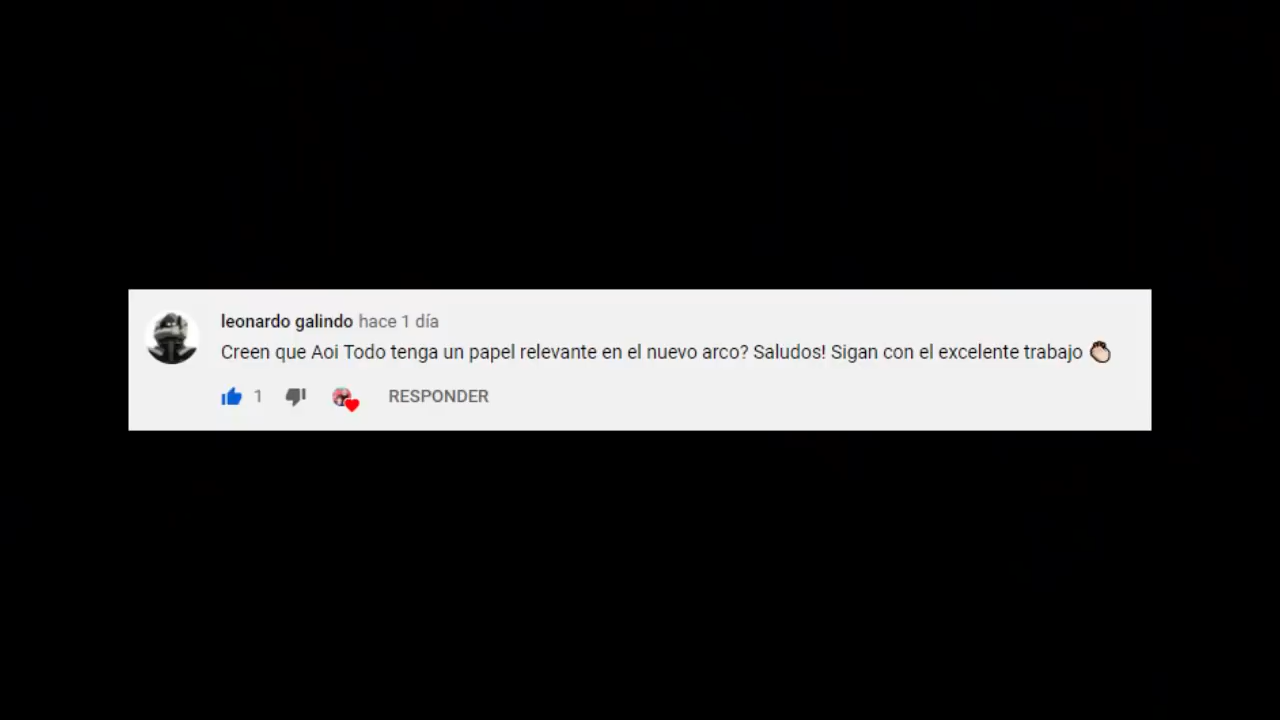 leonardo galindo hace 1 día
Creen que Aoi Todo tenga un papel relevante en el nuevo arco? Saludos! Sigan con el excelente trabajo 👏🏻
1
RESPONDER